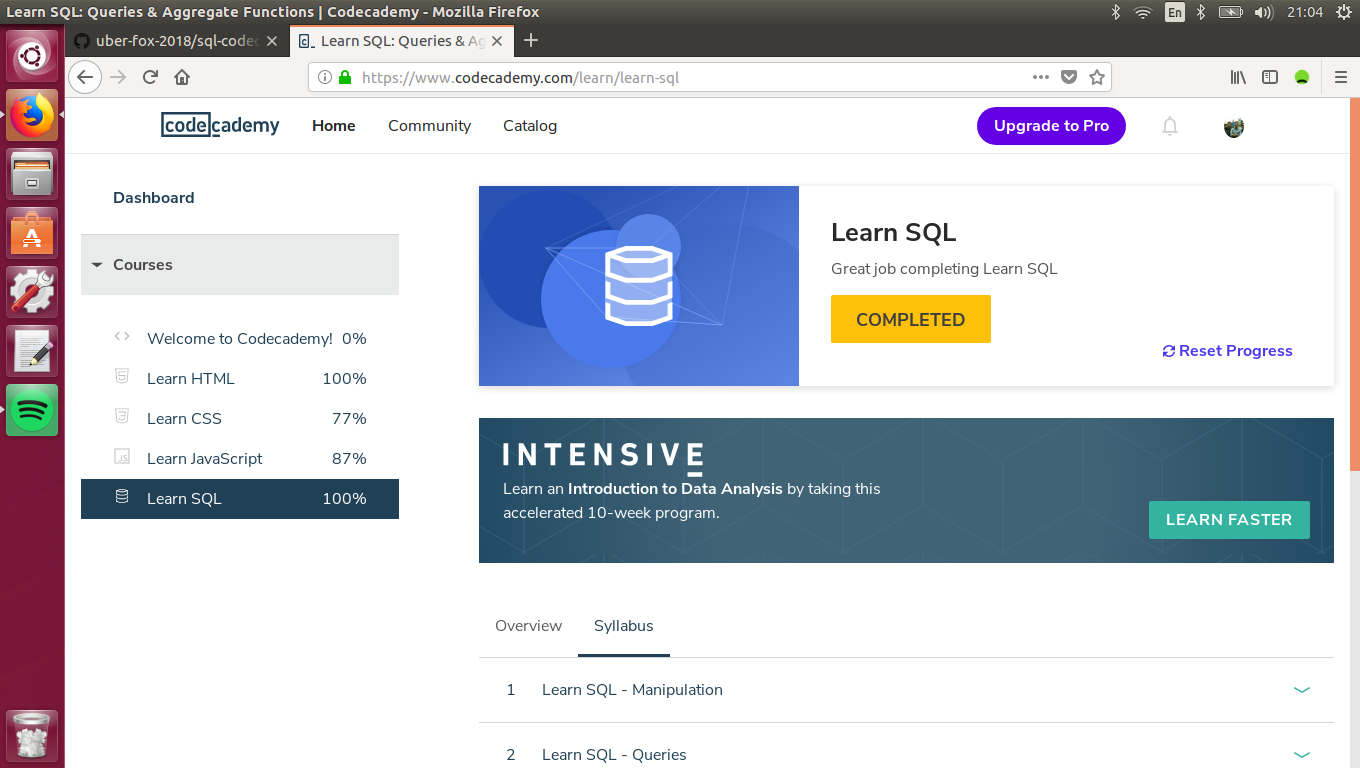 Learn SQL: Queries & Aggregate Functions | Codecademy - Mozilla Firefox
En
21:04
uber-fox-2018/sql-codec
Learn SQL: Queries & Ag
https://www.codecademy.com/learn/learn-sql
codecademy
Home
Community
Catalog
Upgrade to Pro
Dashboard
Courses
Welcome to Codecademy! 0%
Learn HTML 100%
Learn CSS 77%
Learn JavaScript 87%
Learn SQL 100%
Learn SQL
Great job completing Learn SQL
COMPLETED
Reset Progress
INTENSIVE
Learn an Introduction to Data Analysis by taking this
accelerated 10-week program.
LEARN FASTER
Overview
Syllabus
1 Learn SQL - Manipulation
2 Learn SQL - Queries